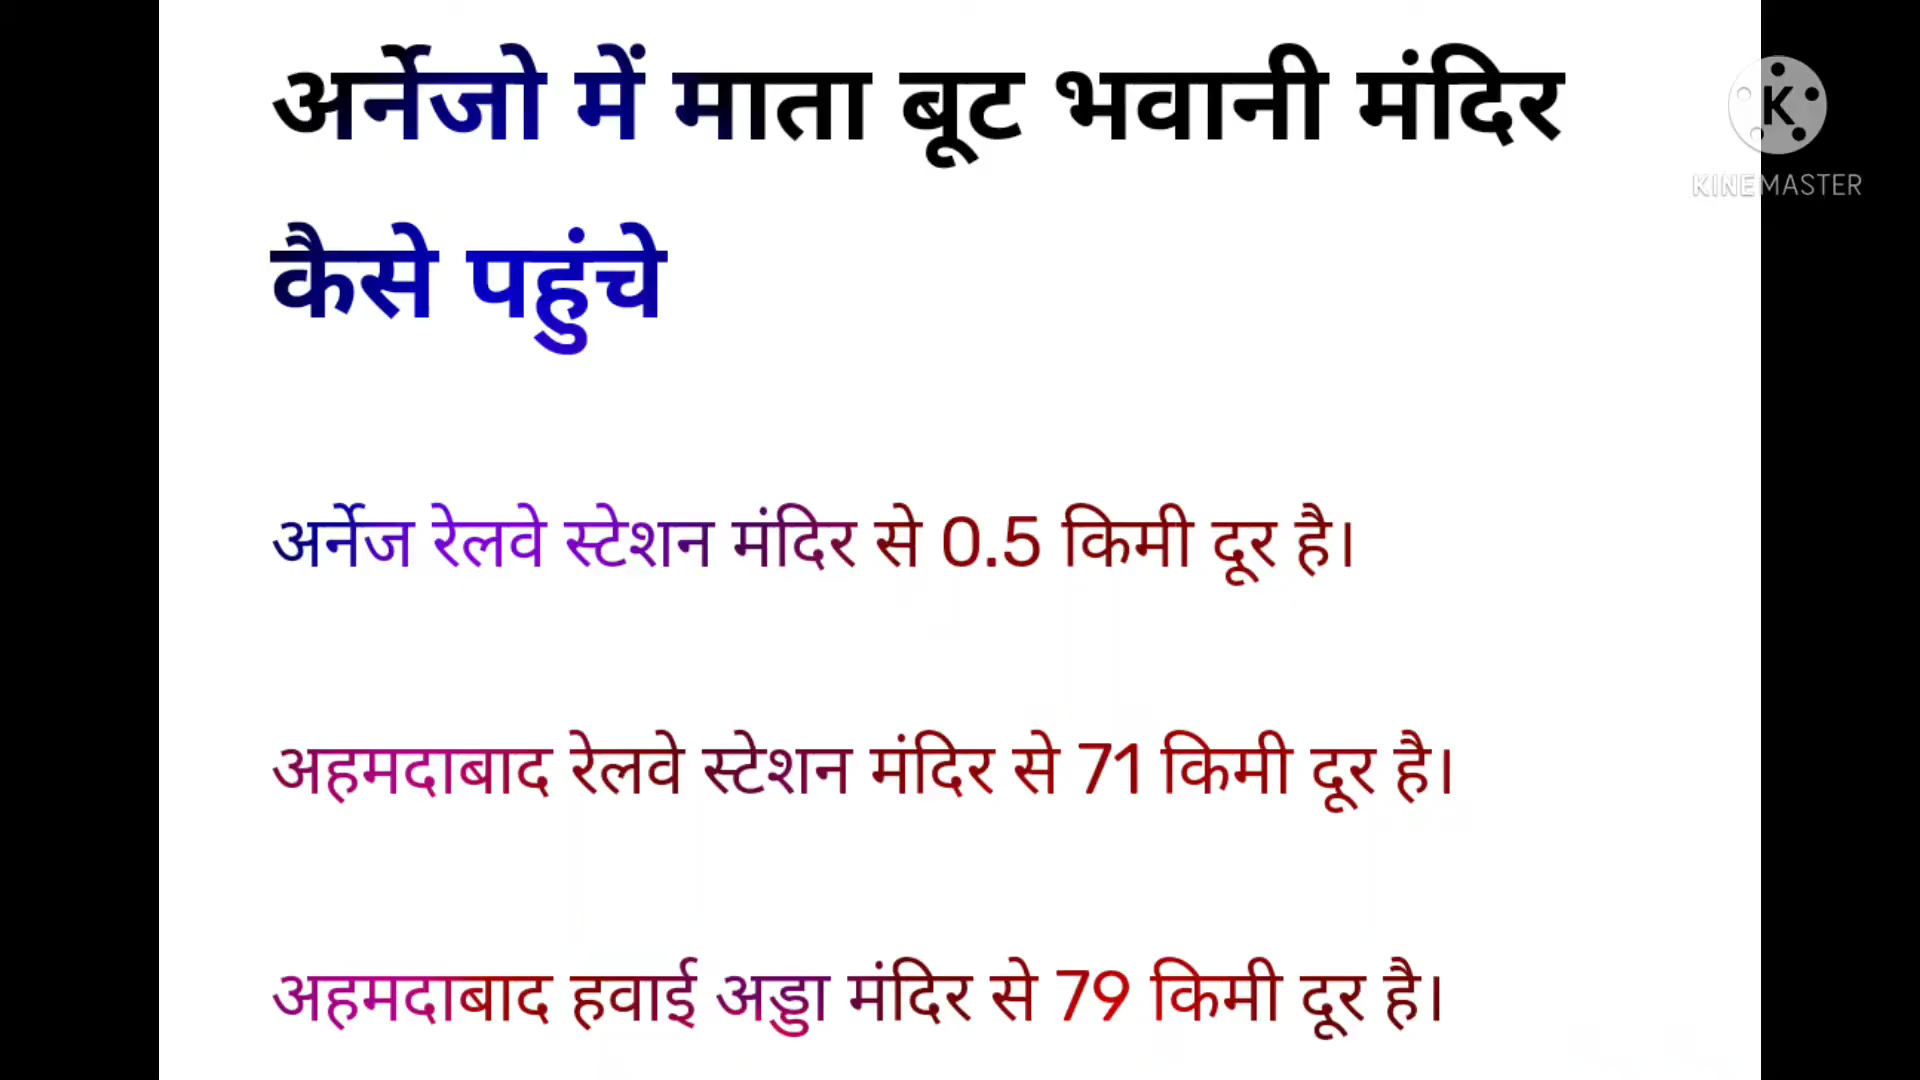 अर्नेजो में माता बूट भवानी मंदिर
कैसे पहुंचे
अर्नेज रेलवे स्टेशन मंदिर से 0.5 किमी दूर है।
अहमदाबाद रेलवे स्टेशन मंदिर से 71 किमी दूर है।
अहमदाबाद हवाई अड्डा मंदिर से 79 किमी दूर है।
K
KINEMASTER